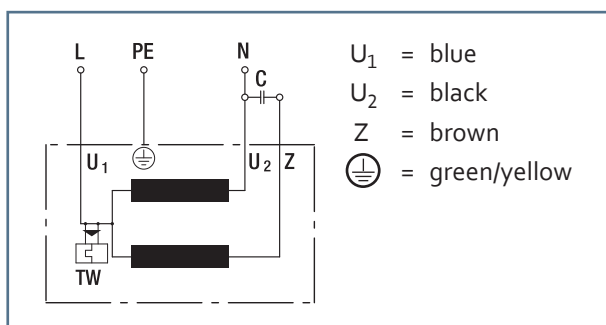 L PE N
C
U₁ U₂ Z
TW
U₁ = blue
U₂ = black
Z = brown
= green/yellow